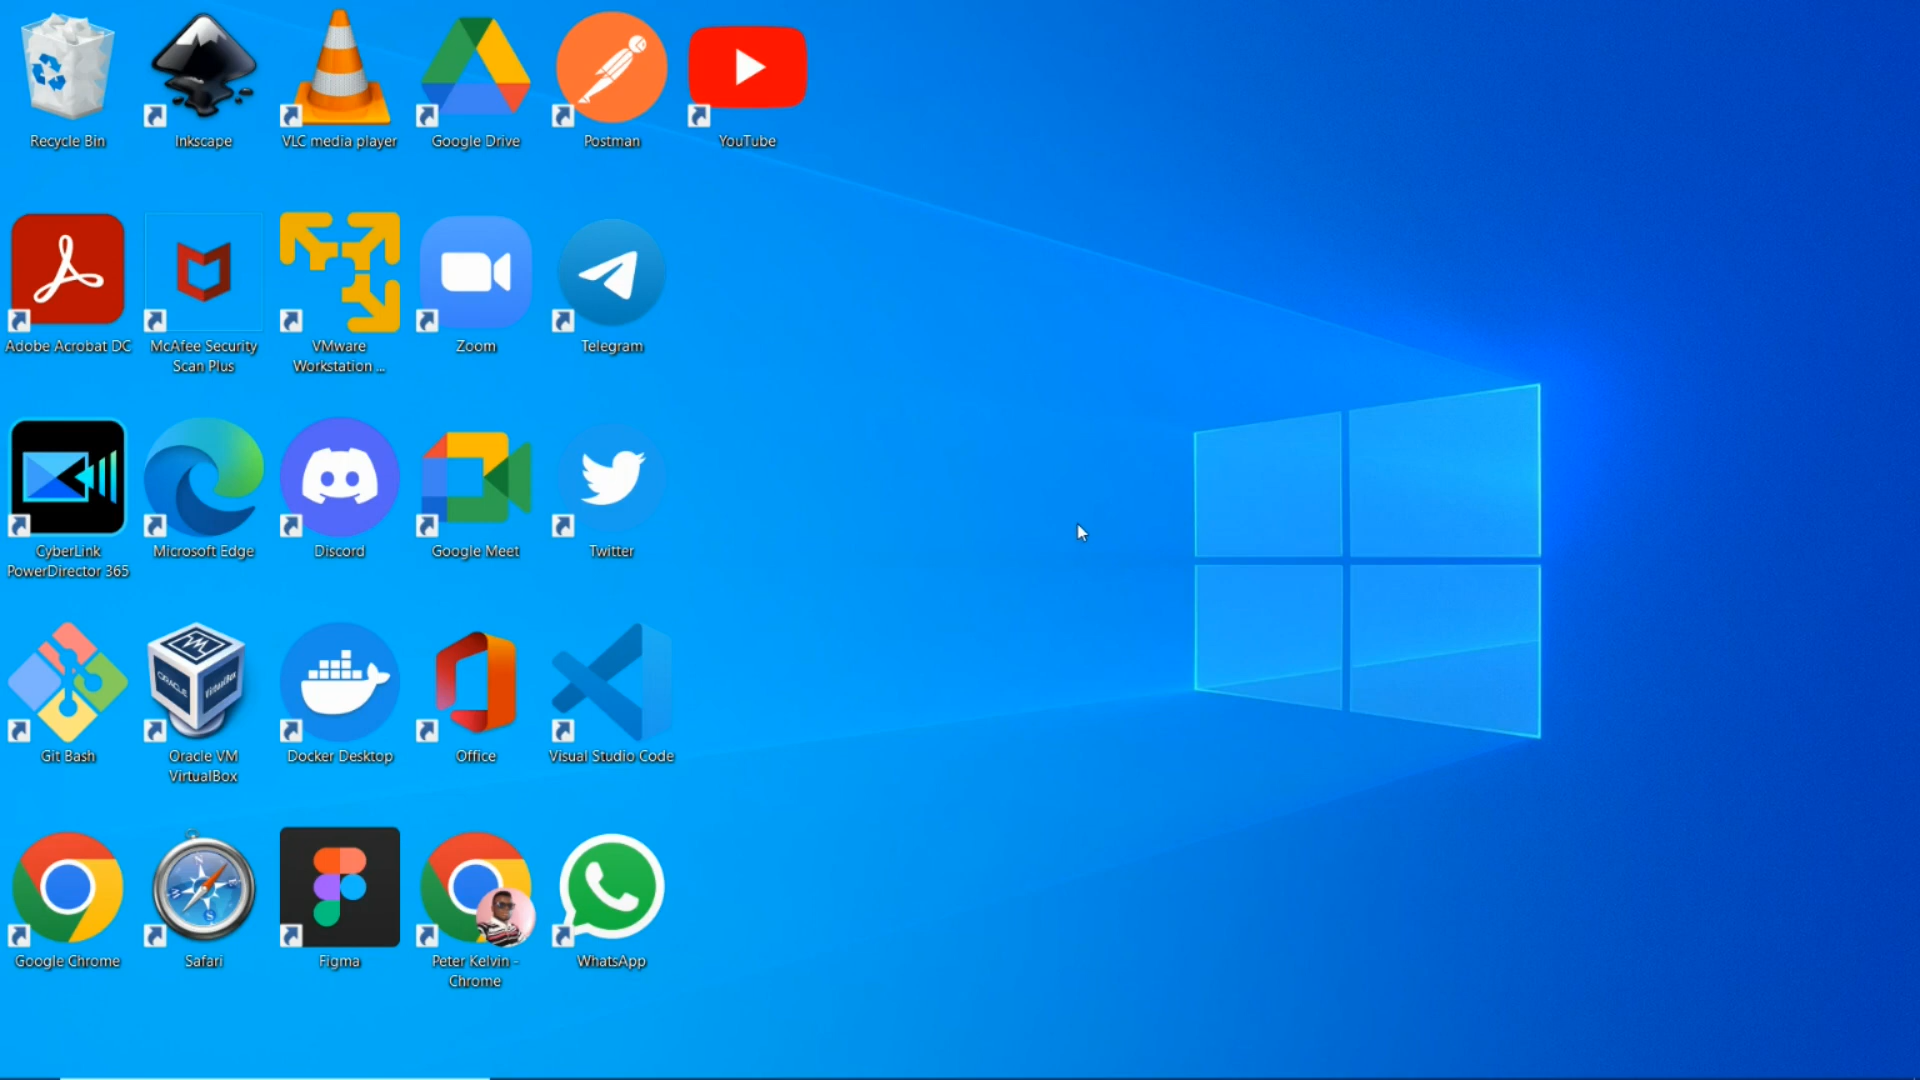 Recycle Bin
Inkscape
VLC media player
Google Drive
Postman
YouTube
Adobe Acrobat DC
McAfee Security
Scan Plus
VMware
Workstation ...
Zoom
Telegram
CyberLink
PowerDirector 365
Microsoft Edge
Discord
Google Meet
Twitter
Git Bash
ORACLE
VirtualBox
Oracle VM
VirtualBox
Docker Desktop
Office
Visual Studio Code
Google Chrome
Safari
Figma
Peter Kelvin -
Chrome
WhatsApp